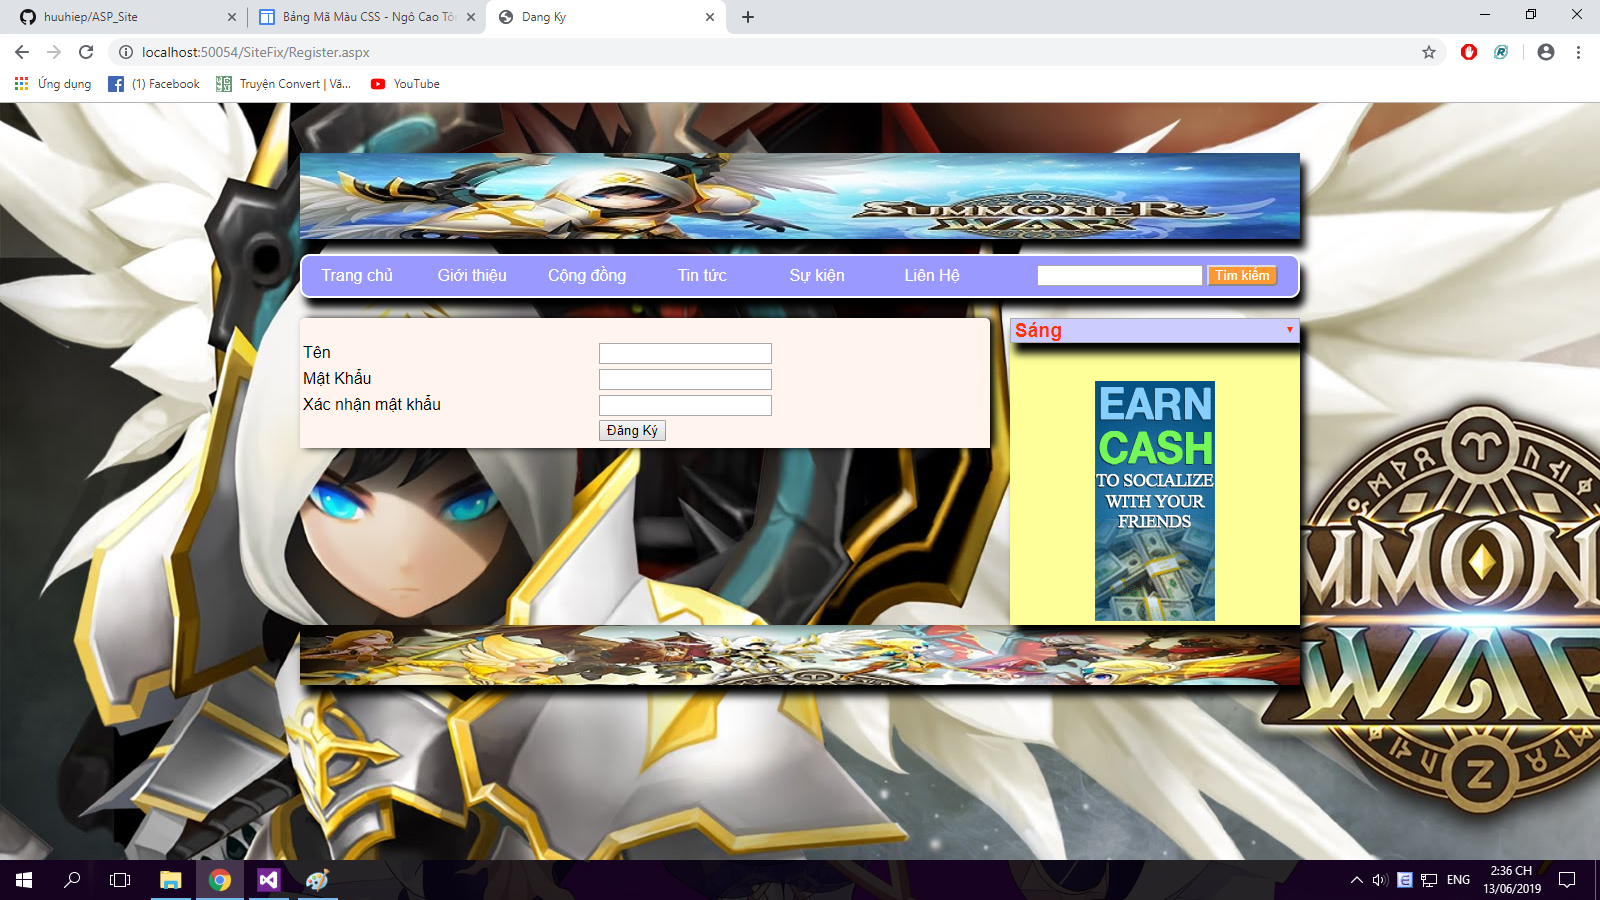 huuhiep/ASP_Site
Bảng Mã Màu CSS - Ngô Cao Tôn
Dang Ky
localhost:50054/SiteFix/Register.aspx
Ứng dụng
(1) Facebook
Truyện Convert | Vă...
YouTube
SUMMONERS
WAR
Trang chủ
Giới thiệu
Cộng đồng
Tin tức
Sự kiện
Liên Hệ
Tìm kiếm
Tên
Mật Khẩu
Xác nhận mật khẩu
Đăng Ký
Sáng
EARN
CASH
TO SOCIALIZE
WITH YOUR
FRIENDS
ENG
2:36 CH
13/06/2019